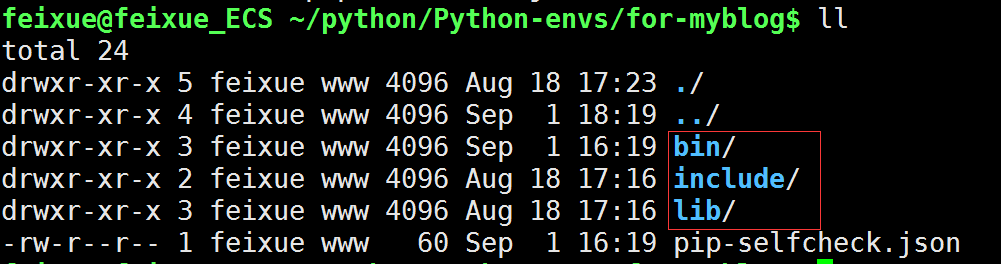 feixue@feixue_ECS ~/python/Python-envs/for-myblog$ ll
total 24
drwxr-xr-x 5 feixue www 4096 Aug 18 17:23 ./
drwxr-xr-x 4 feixue www 4096 Sep  1 18:19 ../
drwxr-xr-x 3 feixue www 4096 Sep  1 16:19 bin/
drwxr-xr-x 2 feixue www 4096 Aug 18 17:16 include/
drwxr-xr-x 3 feixue www 4096 Aug 18 17:16 lib/
-rw-r--r-- 1 feixue www   60 Sep  1 16:19 pip-selfcheck.json